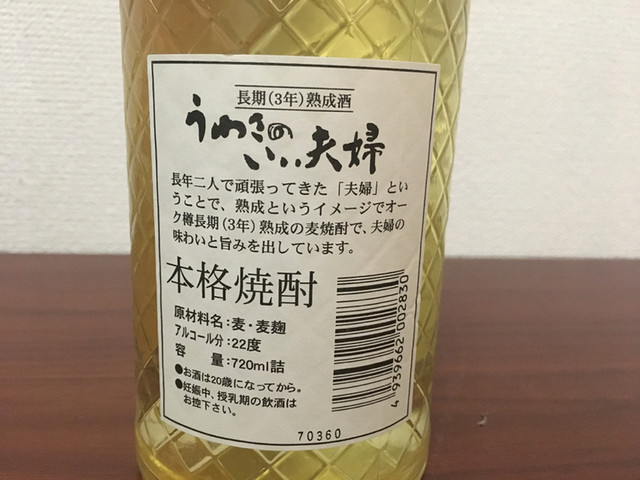 長期(3年)熟成酒
うわさの
いい夫婦
長年二人で頑張ってきた「夫婦」とい
うことで、熟成というイメージでオー
ク樽長期(3年)熟成の麦焼酎で、夫婦の
味わいと旨みを出しています。
本格焼酎
原材料名:麦・麦麹
アルコール分:22度
容 量:720ml詰
●お酒は20歳になってから。
●妊娠中、授乳期の飲酒は
お控下さい。
4 939662 002830
70360